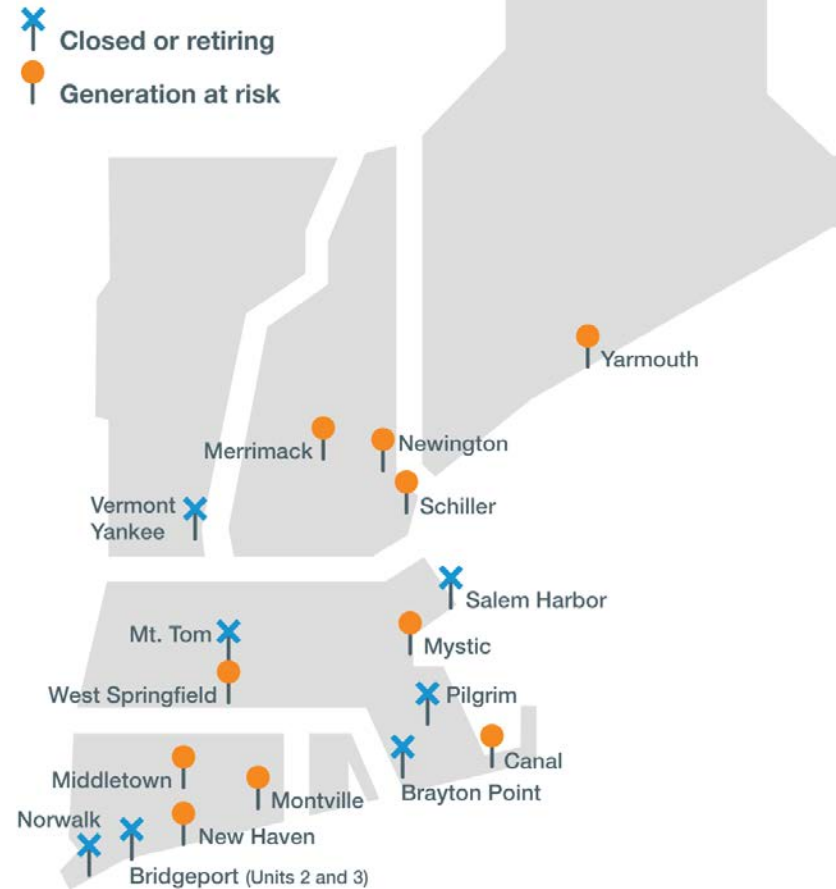 Closed or retiring
Generation at risk
Yarmouth
Merrimack
Newington
Vermont
Yankee
Schiller
Salem Harbor
Mt. Tom
Mystic
West Springfield
Pilgrim
Canal
Middletown
Brayton Point
Montville
Norwalk
New Haven
Bridgeport (Units 2 and 3)